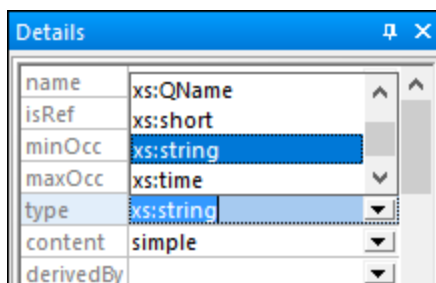 Details
name
xs:QName
isRef
xs:short
minOcc
xs:string
maxOcc
xs:time
type
xs:string
content
simple
derivedBy